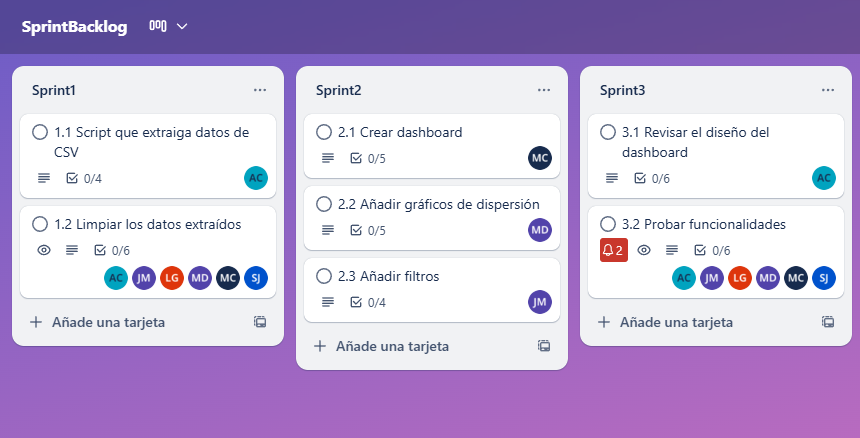 SprintBacklog
Sprint1
1.1 Script que extraiga datos de
CSV
0/4
AC
1.2 Limpiar los datos extraídos
0/6
AC JM LG MD MC SJ
Añade una tarjeta
Sprint2
2.1 Crear dashboard
0/5
MC
2.2 Añadir gráficos de dispersión
0/5
MD
2.3 Añadir filtros
0/4
JM
Añade una tarjeta
Sprint3
3.1 Revisar el diseño del
dashboard
0/6
AC
3.2 Probar funcionalidades
2 0/6
AC JM LG MD MC SJ
Añade una tarjeta